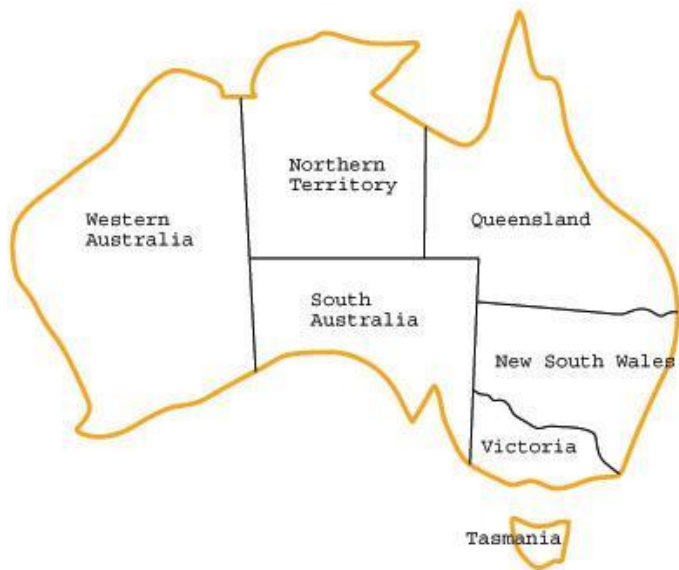 Northern
Territory
Western
Australia
Queensland
South
Australia
New South Wales
Victoria
Tasmania